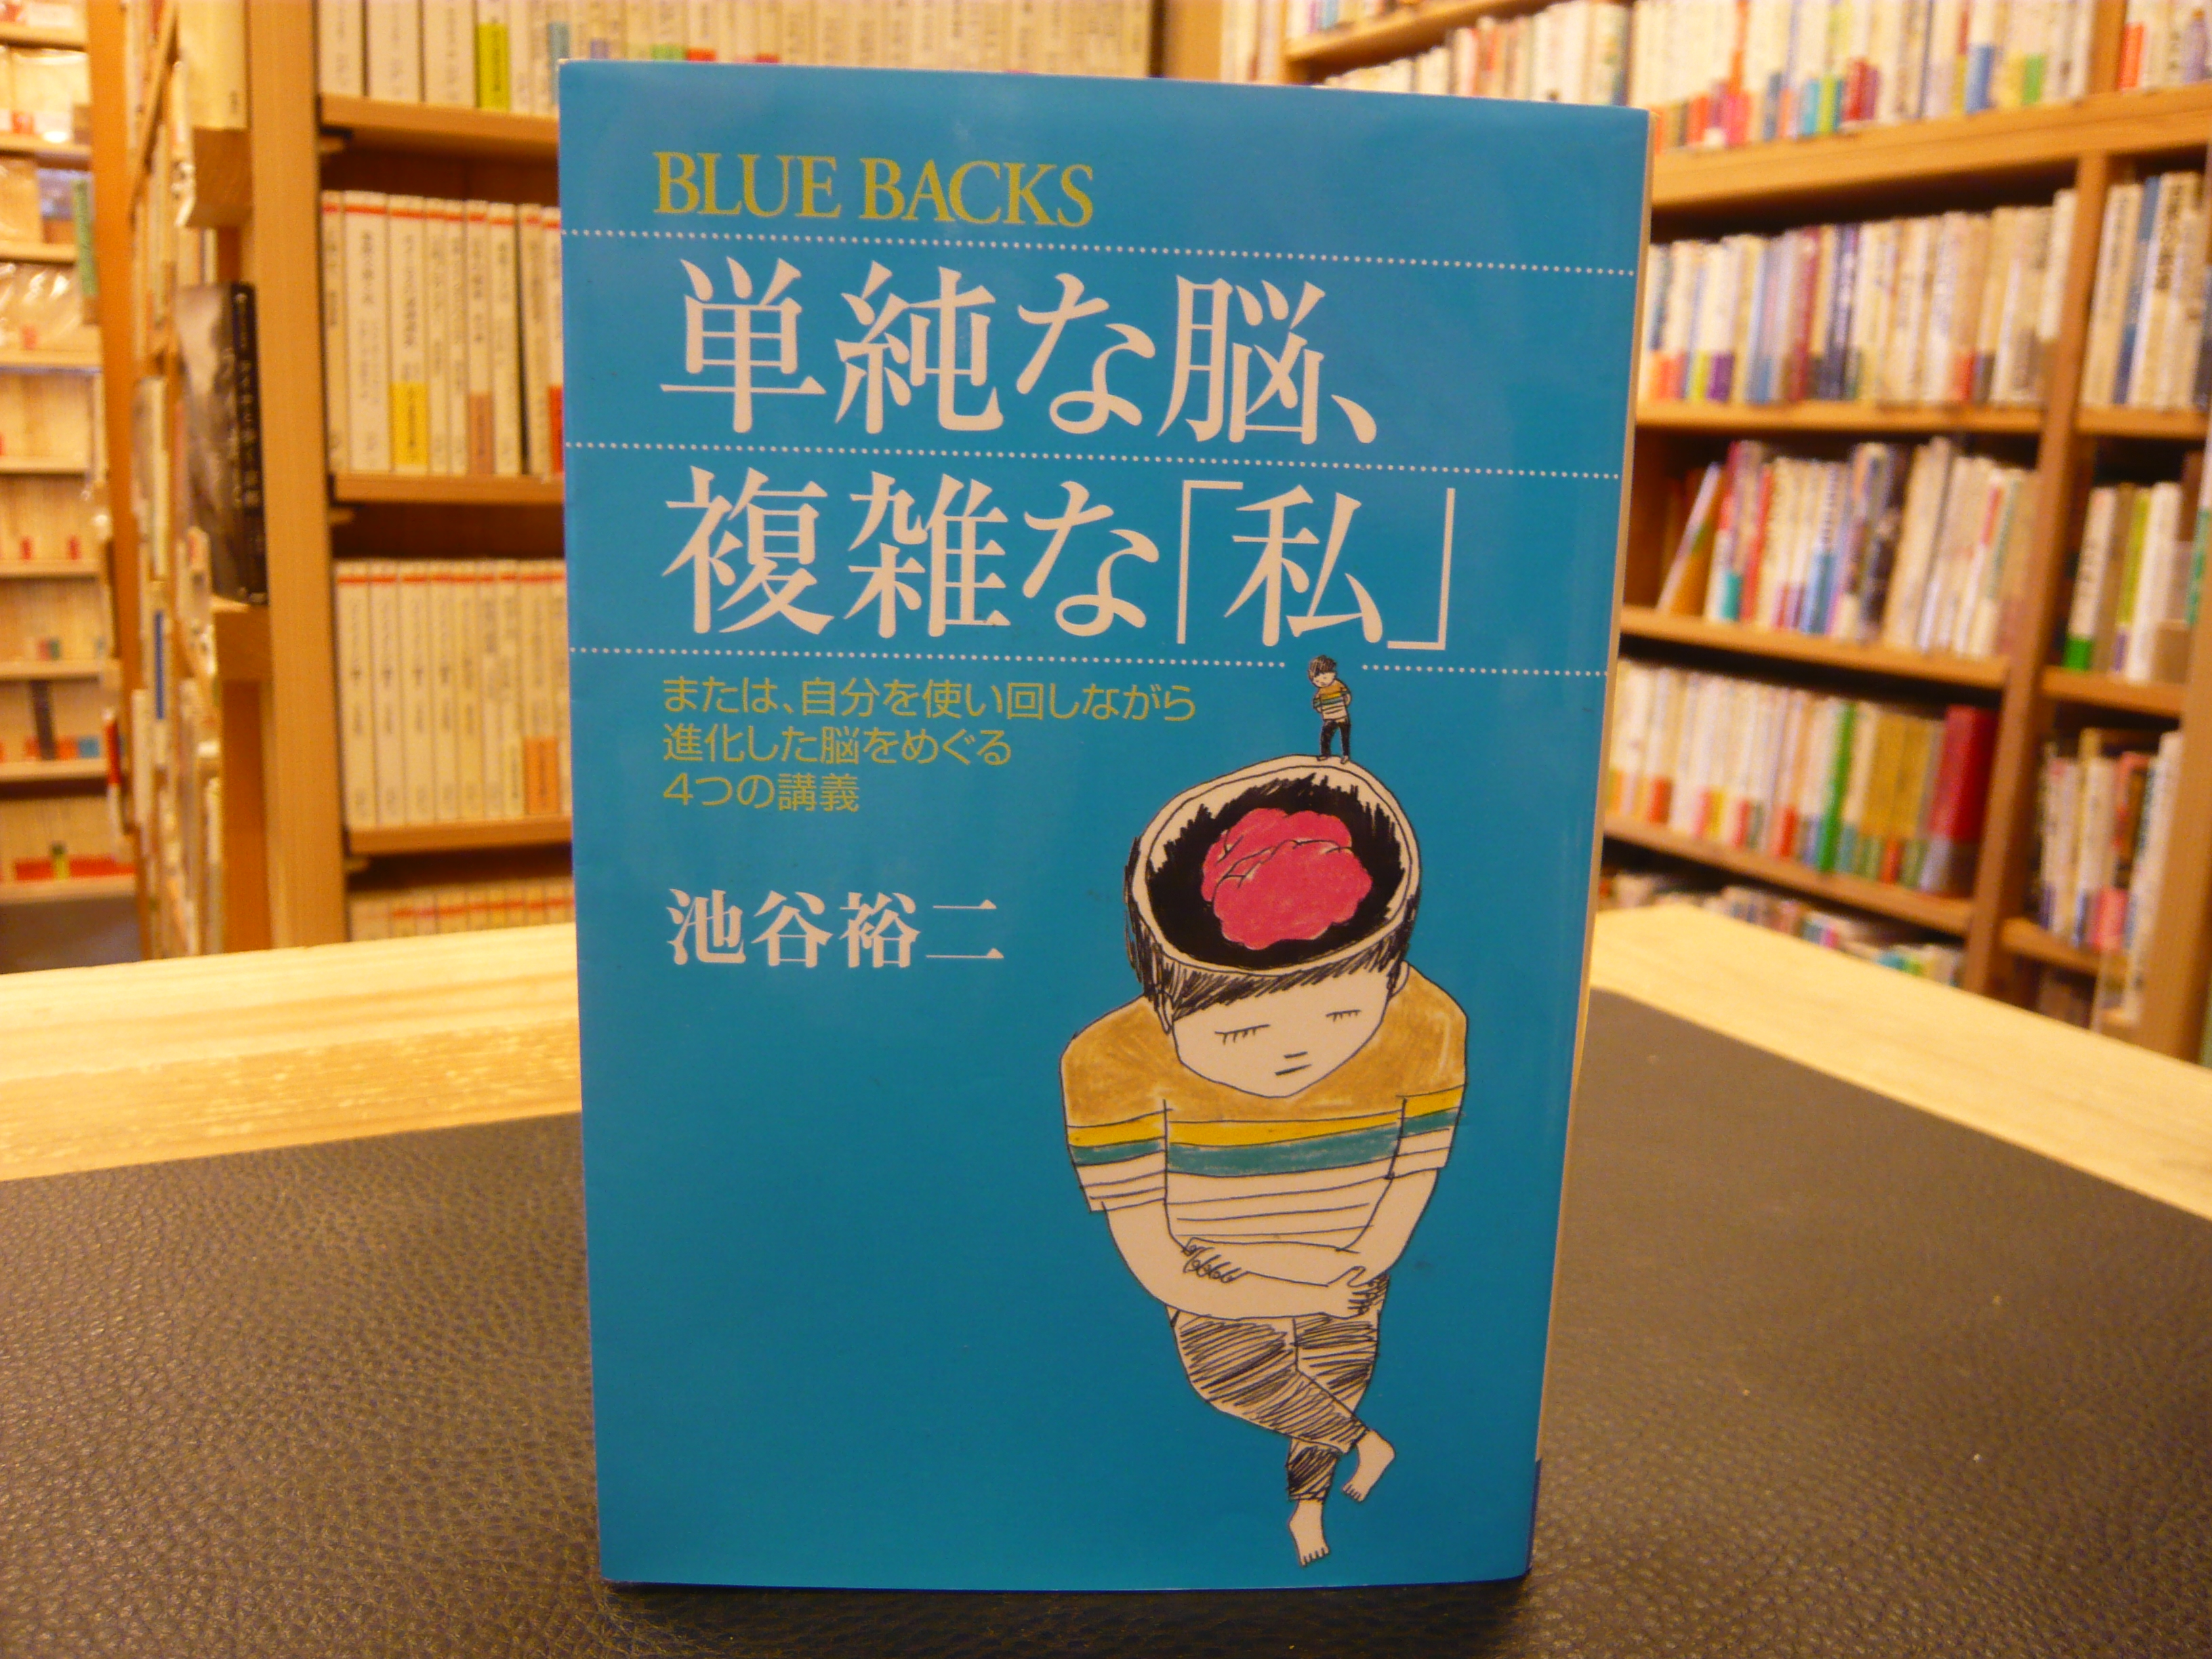 BLUE BACKS
単純な脳、
複雑な「私」
または、自分を使い回しながら
進化した脳をめぐる
4つの講義
池谷裕二